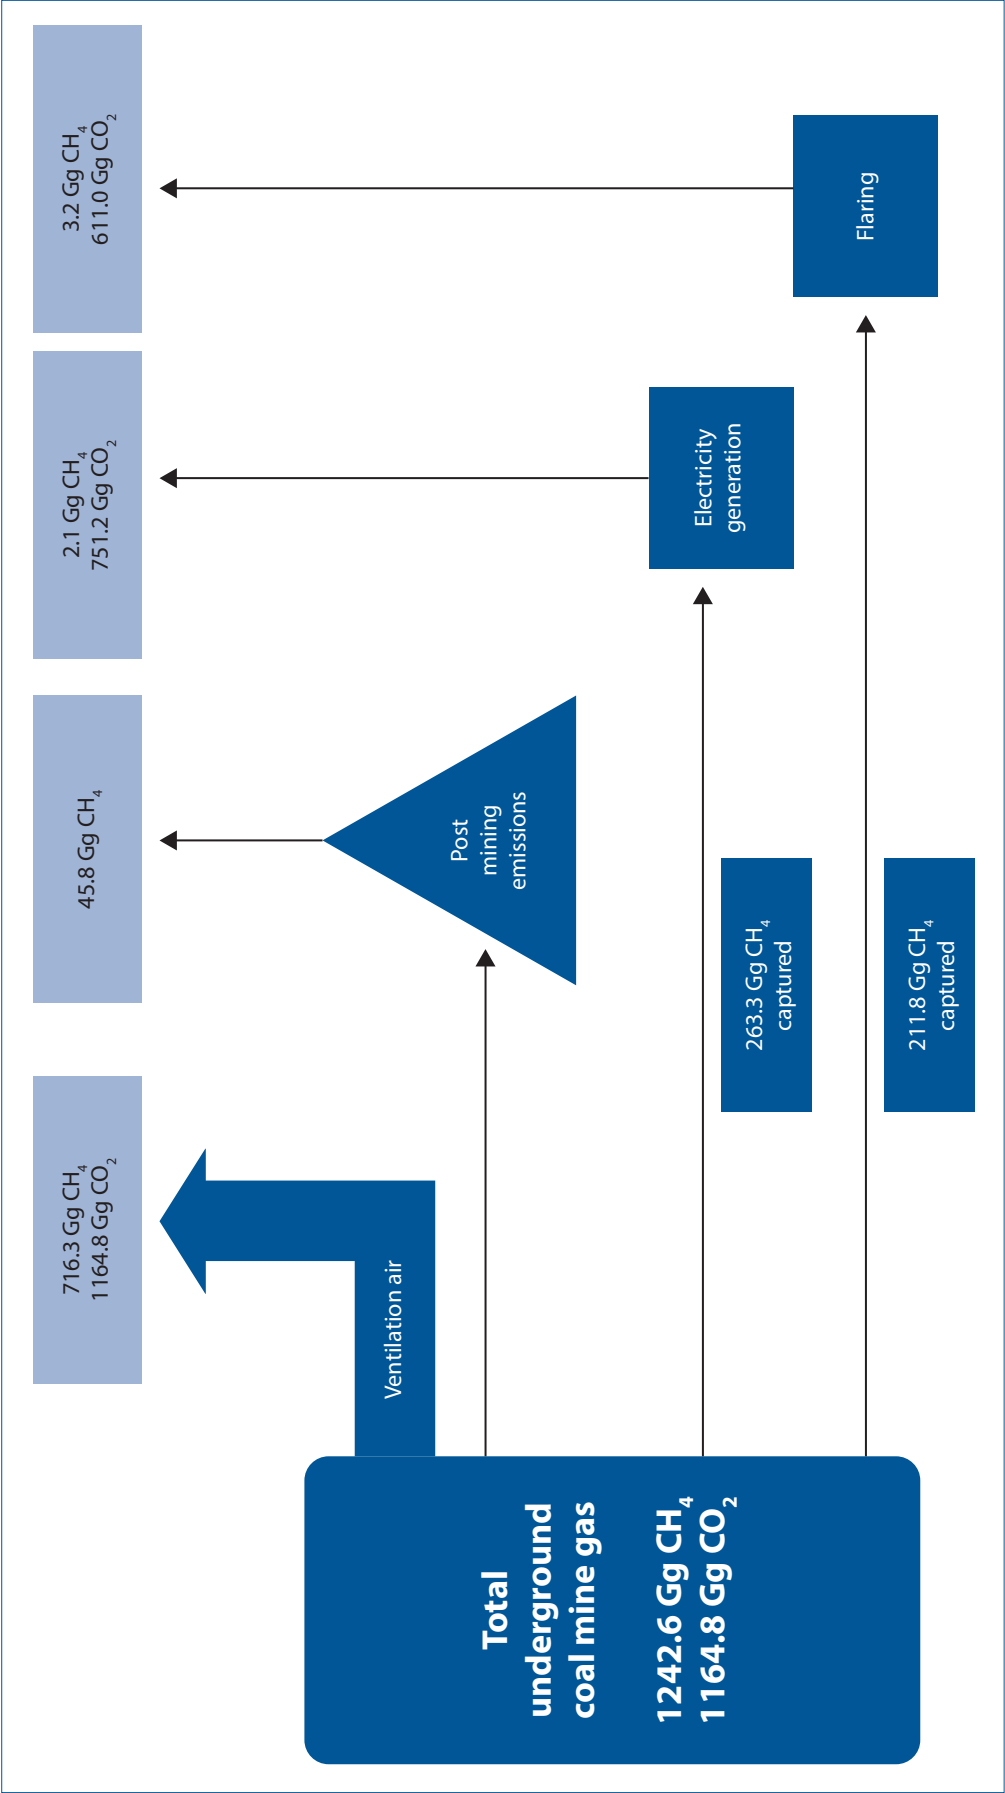 716.3 Gg CH₄
1164.8 Gg CO₂
45.8 Gg CH₄
2.1 Gg CH₄
751.2 Gg CO₂
3.2 Gg CH₄
611.0 Gg CO₂
Ventilation air
Post
mining
emissions
Electricity
generation
Flaring
Total
underground
coal mine gas
1242.6 Gg CH₄
1164.8 Gg CO₂
263.3 Gg CH₄
captured
211.8 Gg CH₄
captured